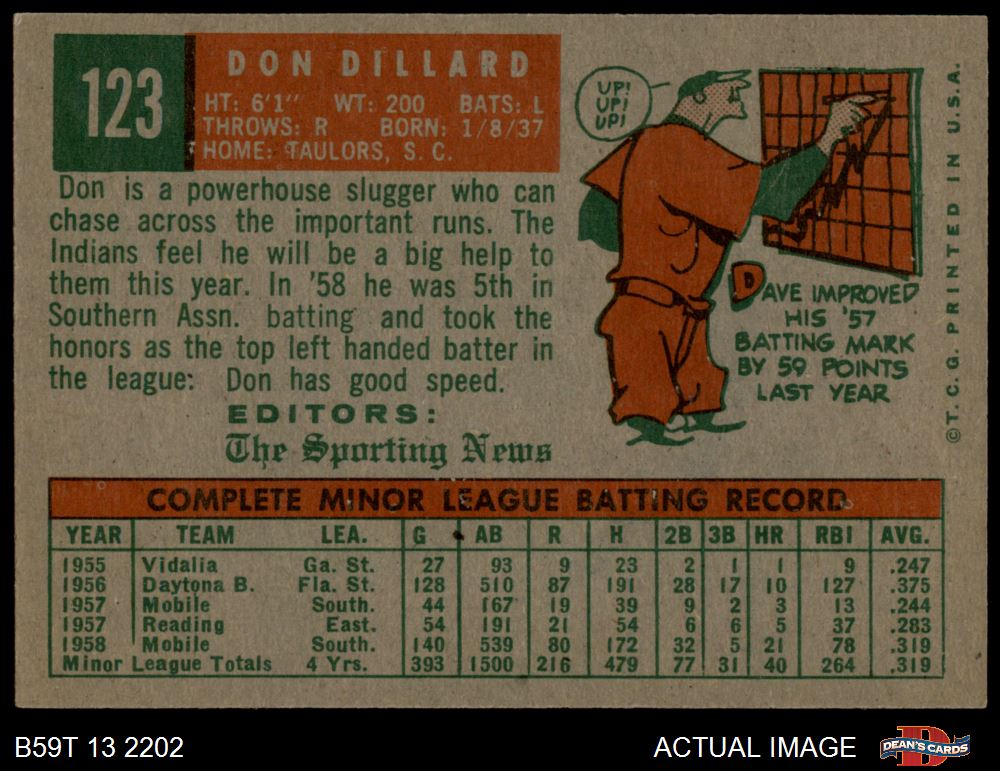 123
DON DILLARD
HT: 6'1" WT: 200 BATS: L
THROWS: R BORN: 1/8/37
HOME: TAULORS, S. C.
Don is a powerhouse slugger who can
chase across the important runs. The
Indians feel he will be a big help to
them this year. In '58 he was 5th in
Southern Assn. batting and took the
honors as the top left handed batter in
the league: Don has good speed.
EDITORS:
The Sporting News
UP!
UP!
UP!
DAVE IMPROVED
HIS '57
BATTING MARK
BY 59 POINTS
LAST YEAR
©T.C.G. PRINTED IN U.S.A.
COMPLETE MINOR LEAGUE BATTING RECORD
YEAR TEAM LEA. G AB R H 2B 3B HR RBI AVG.
1955 Vidalia Ga. St. 27 93 9 23 2 1 1 9 .247
1956 Daytona B. Fla. St. 128 510 87 191 28 17 10 127 .375
1957 Mobile South. 44 167 19 39 9 2 3 13 .244
1957 Reading East. 54 191 21 54 6 6 5 37 .283
1958 Mobile South. 140 539 80 172 32 5 21 78 .319
Minor League Totals 4 Yrs. 393 1500 216 479 77 31 40 264 .319
B59T 13 2202
ACTUAL IMAGE
DEAN'S CARDS